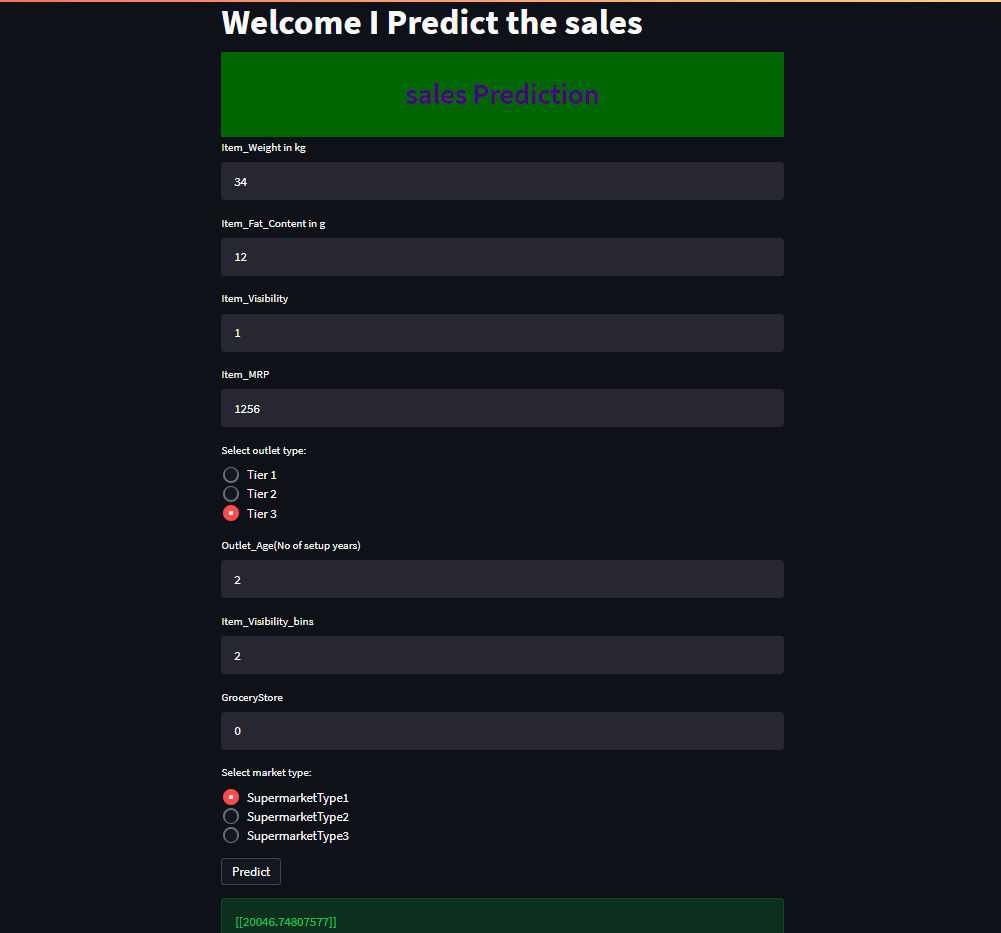 Welcome I Predict the sales
sales Prediction
Item_Weight in kg
34
Item_Fat_Content in g
12
Item_Visibility
1
Item_MRP
1256
Select outlet type:
Tier 1
Tier 2
Tier 3
Outlet_Age(No of setup years)
2
Item_Visibility_bins
2
GroceryStore
0
Select market type:
SupermarketType1
SupermarketType2
SupermarketType3
Predict
[[20046.74807577]]